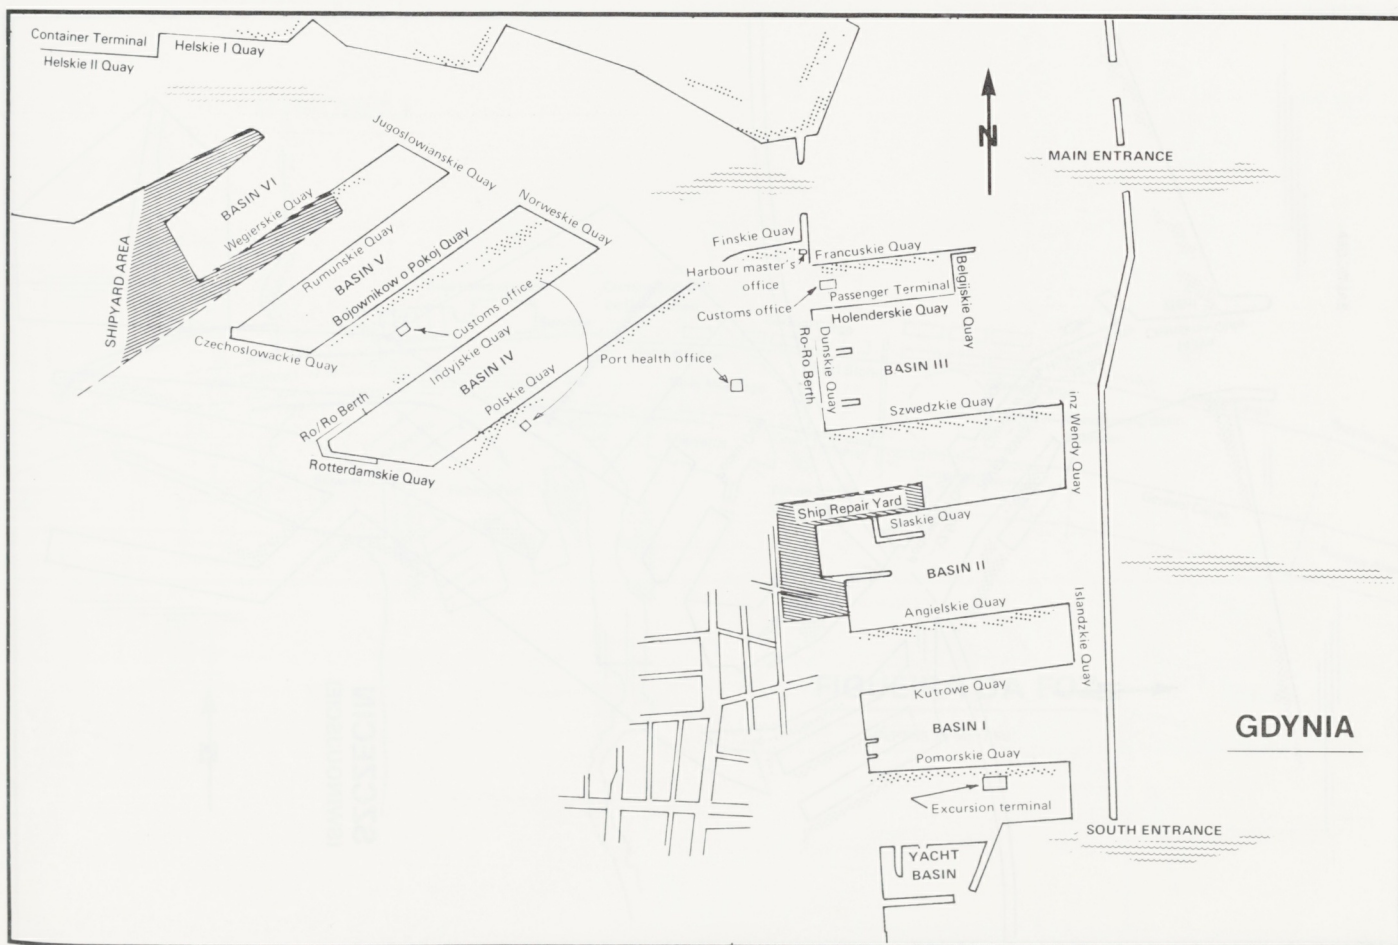 Container Terminal
Helskie I Quay
Helskie II Quay
Jugoslowianskie Quay
N
MAIN ENTRANCE
BASIN VI
Wegierskie Quay
Norweskie Quay
SHIPYARD AREA
Rumunskie Quay
BASIN V
Bojownikow o Pokoj Quay
Finskie Quay
Francuskie Quay
Harbour master's
office
Belgijskie Quay
Passenger Terminal
Customs office
Holenderskie Quay
Customs office
Czechoslowackie Quay
Indyjskie Quay
BASIN IV
Polskie Quay
Port health office
Ro-Ro Berth
Dunskie Quay
BASIN III
Ro/Ro Berth
Szwedzkie Quay
inz Wendy Quay
Rotterdamskie Quay
Ship Repair Yard
Slaskie Quay
BASIN II
Angielskie Quay
Islandzkie Quay
Kutrowe Quay
BASIN I
GDYNIA
Pomorskie Quay
Excursion terminal
SOUTH ENTRANCE
YACHT
BASIN